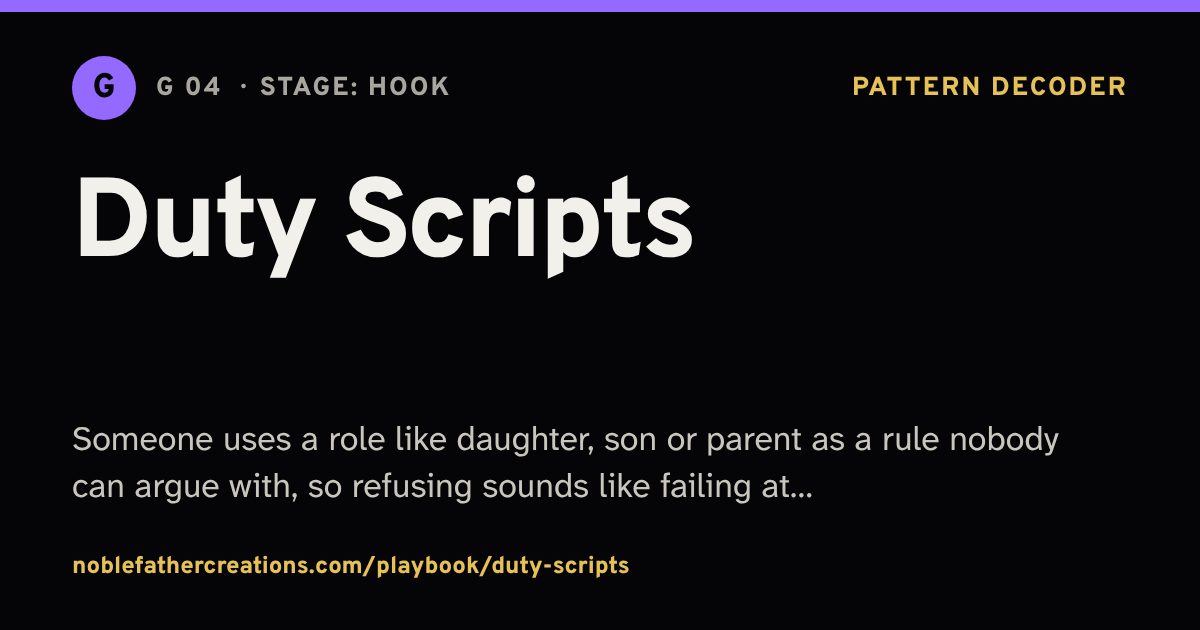 G
G 04 · STAGE: HOOK
PATTERN DECODER
Duty Scripts
Someone uses a role like daughter, son or parent as a rule nobody
can argue with, so refusing sounds like failing at...
noblefathercreations.com/playbook/duty-scripts